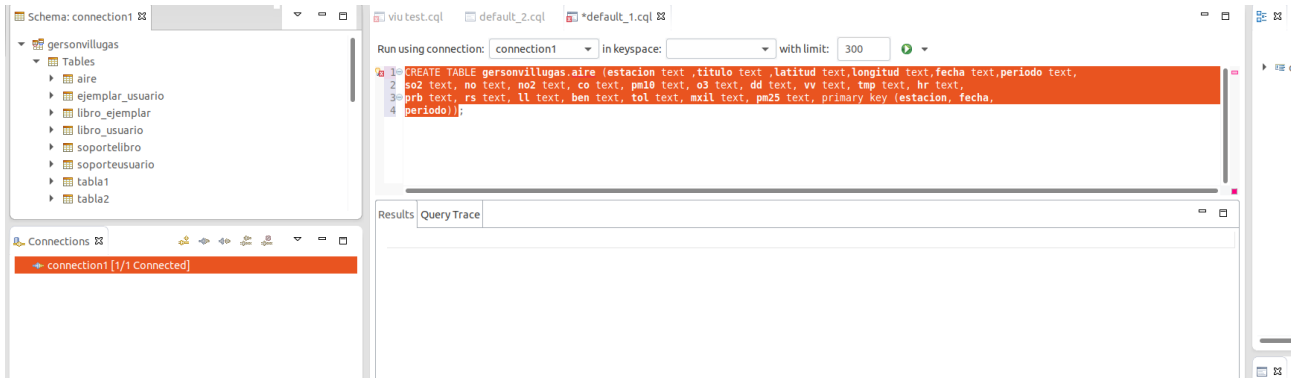 Schema: connection1
gersonvillugas
Tables
aire
ejemplar_usuario
libro_ejemplar
libro_usuario
soportelibro
soporteusuario
tabla1
tabla2
Connections
connection1 [1/1 Connected]
viu test.cql default_2.cql *default_1.cql
Run using connection: connection1 in keyspace: with limit: 300
1 CREATE TABLE gersonvillugas.aire (estacion text ,titulo text ,latitud text,longitud text,fecha text,periodo text,
2 so2 text, no text, no2 text, co text, pm10 text, o3 text, dd text, vv text, tmp text, hr text,
3 prb text, rs text, ll text, ben text, tol text, mxil text, pm25 text, primary key (estacion, fecha,
4 periodo));
Results Query Trace